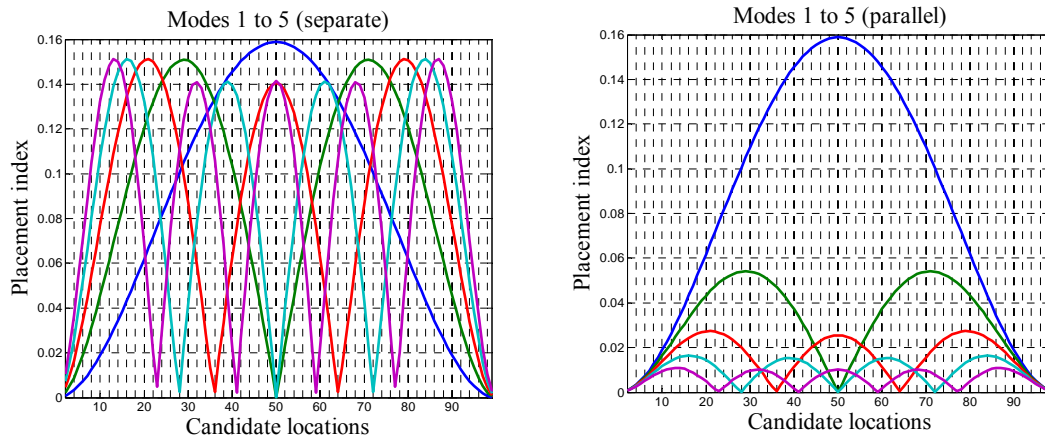 Modes 1 to 5 (separate)
Placement index
0.16
0.14
0.12
0.1
0.08
0.06
0.04
0.02
0
10 20 30 40 50 60 70 80 90
Candidate locations
Modes 1 to 5 (parallel)
Placement index
0.16
0.14
0.12
0.1
0.08
0.06
0.04
0.02
0
10 20 30 40 50 60 70 80 90
Candidate locations